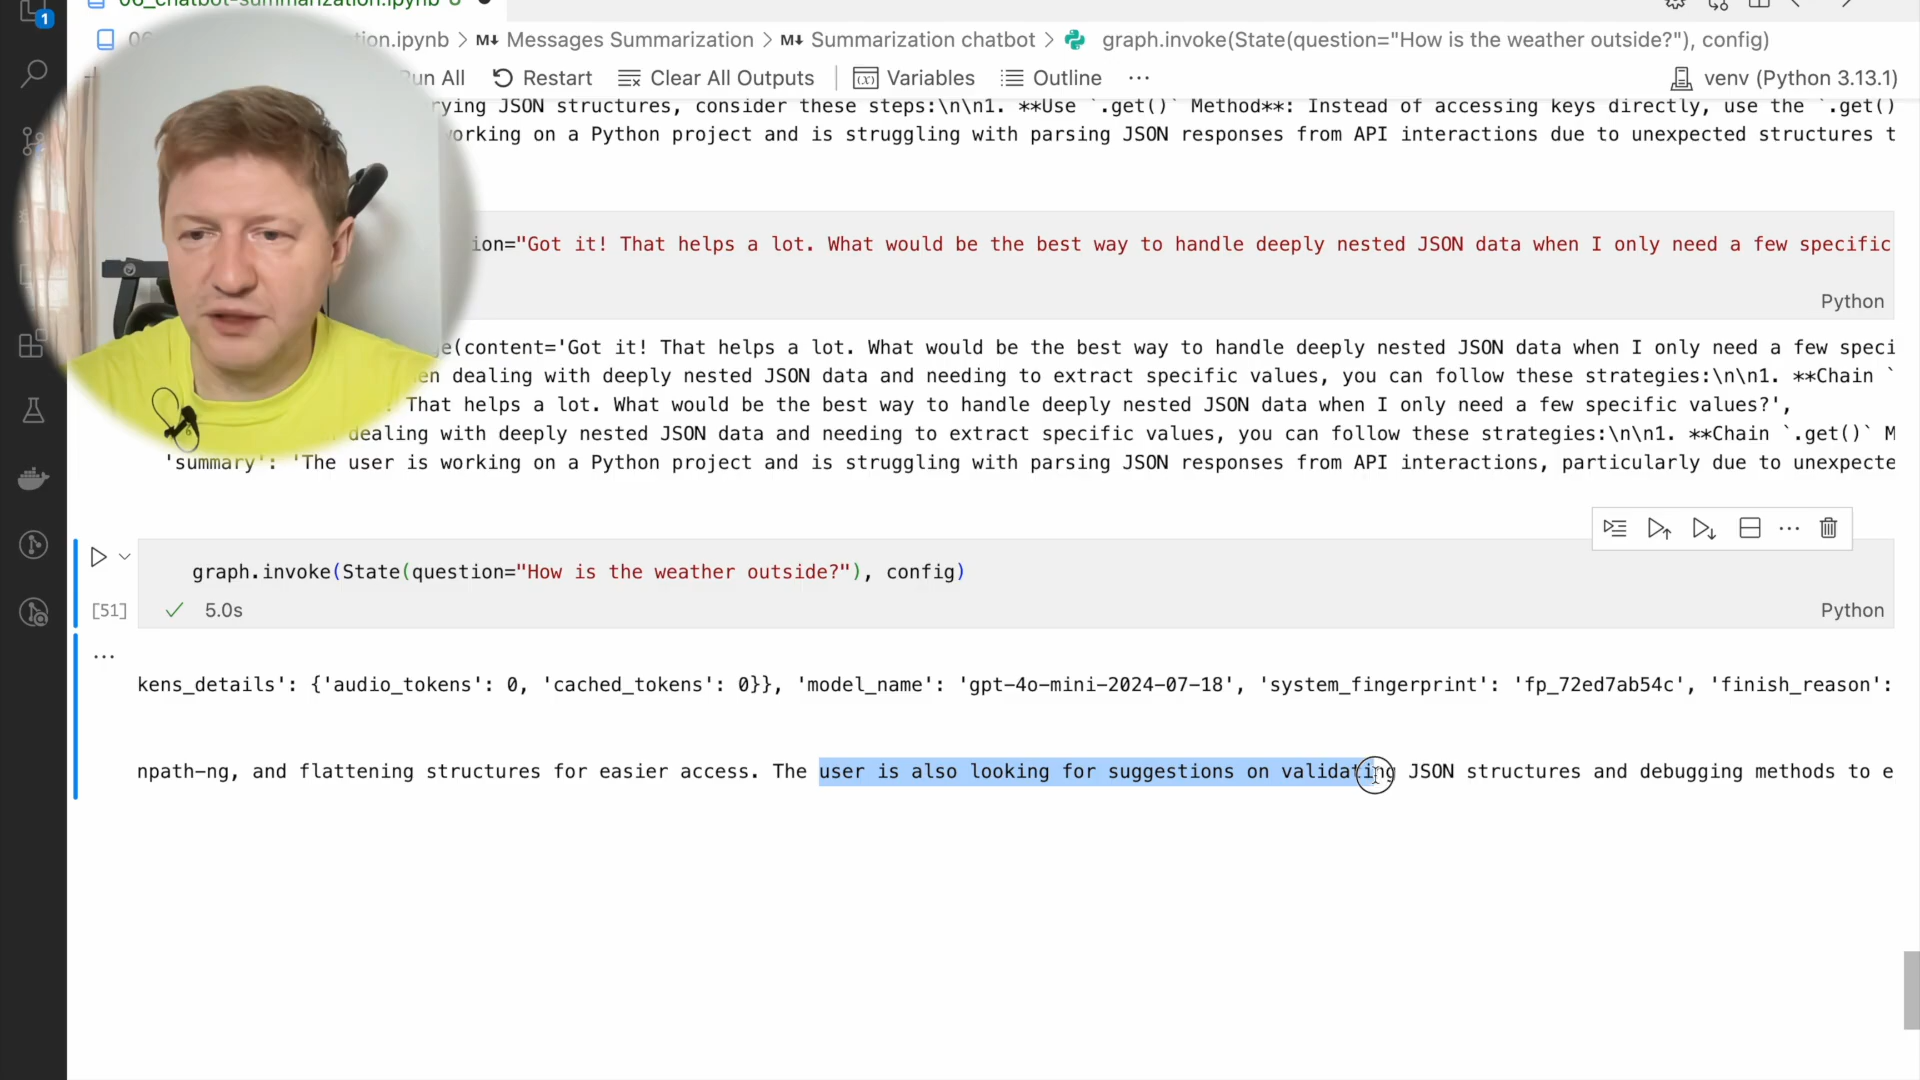 06_chatbot-summarization.ipynb 6
1
tion.ipynb > M↓ Messages Summarization > M↓ Summarization chatbot > graph.invoke(State(question="How is the weather outside?"), config)
Run All Restart Clear All Outputs Variables Outline ... venv (Python 3.13.1)
rying JSON structures, consider these steps:\n\n1. **Use `.get()` Method**: Instead of accessing keys directly, use the `.get()
working on a Python project and is struggling with parsing JSON responses from API interactions due to unexpected structures t
ion="Got it! That helps a lot. What would be the best way to handle deeply nested JSON data when I only need a few specific
Python
ge(content='Got it! That helps a lot. What would be the best way to handle deeply nested JSON data when I only need a few speci
en dealing with deeply nested JSON data and needing to extract specific values, you can follow these strategies:\n\n1. **Chain `
That helps a lot. What would be the best way to handle deeply nested JSON data when I only need a few specific values?',
dealing with deeply nested JSON data and needing to extract specific values, you can follow these strategies:\n\n1. **Chain `.get()` M
'summary': 'The user is working on a Python project and is struggling with parsing JSON responses from API interactions, particularly due to unexpecte
graph.invoke(State(question="How is the weather outside?"), config)
[51] 5.0s Python
...
kens_details': {'audio_tokens': 0, 'cached_tokens': 0}}, 'model_name': 'gpt-4o-mini-2024-07-18', 'system_fingerprint': 'fp_72ed7ab54c', 'finish_reason':
npath-ng, and flattening structures for easier access. The user is also looking for suggestions on validating JSON structures and debugging methods to e